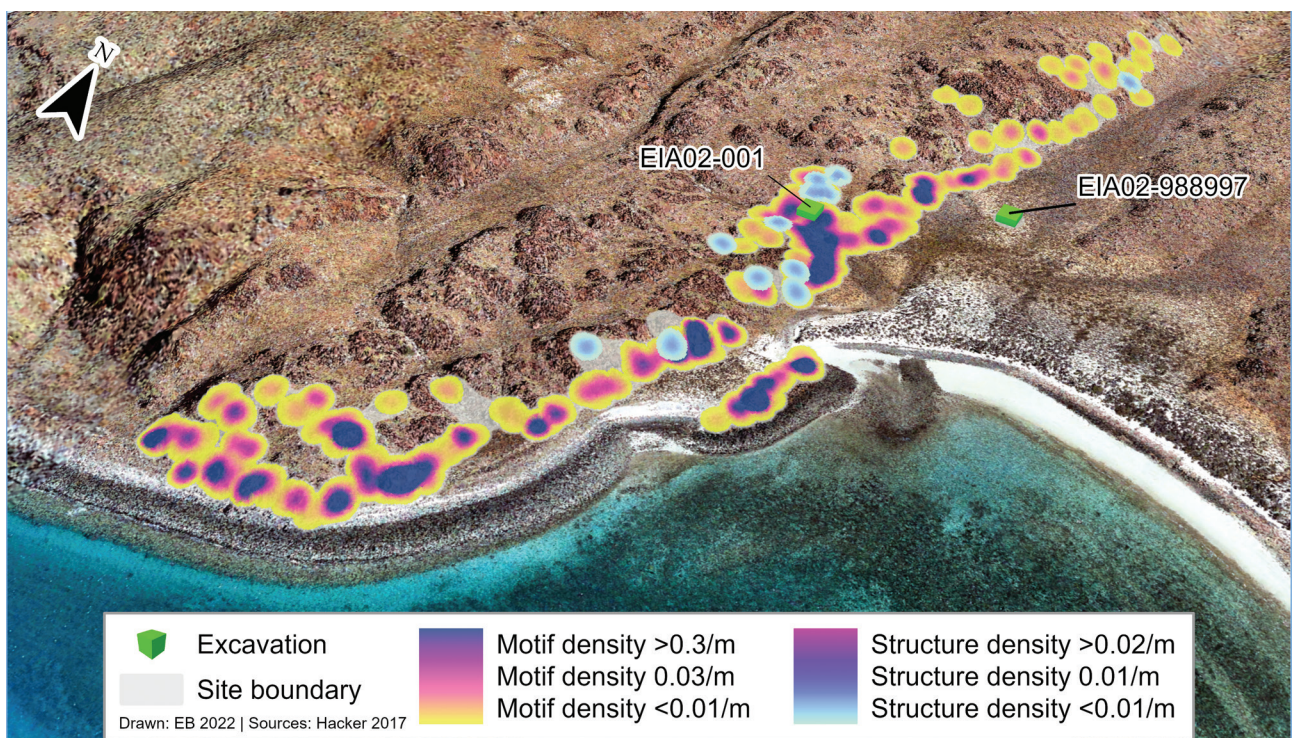 N
EIA02-001
EIA02-988997
Excavation
Site boundary
Drawn: EB 2022 | Sources: Hacker 2017
Motif density >0.3/m
Motif density 0.03/m
Motif density <0.01/m
Structure density >0.02/m
Structure density 0.01/m
Structure density <0.01/m